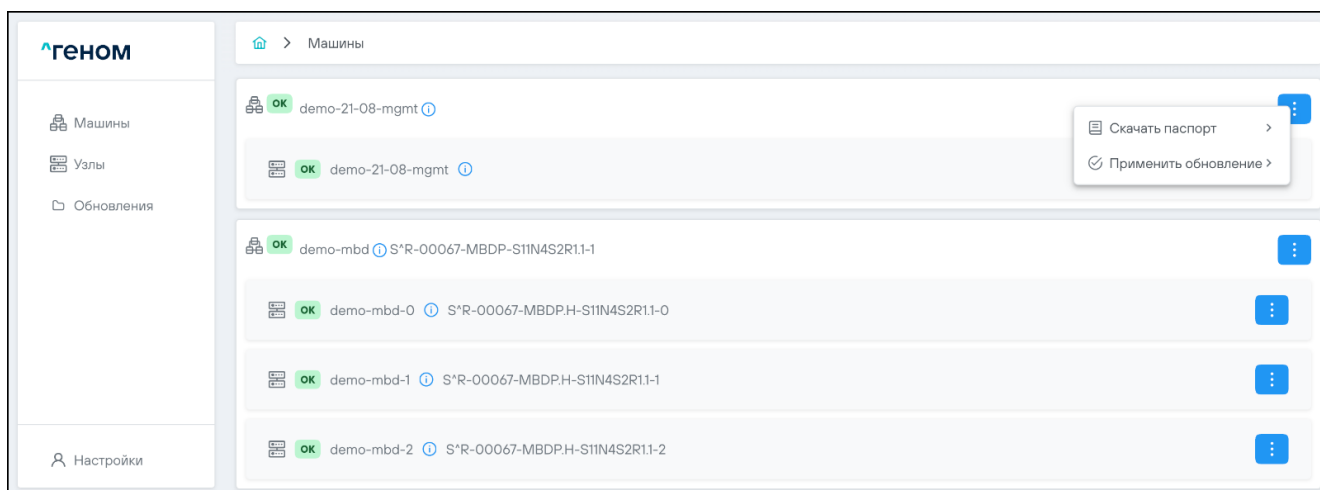 ^геном
Машины
Узлы
Обновления
Настройки
> Машины
OK demo-21-08-mgmt
Скачать паспорт
Применить обновление
OK demo-21-08-mgmt
OK demo-mbd S^R-00067-MBDP-S11N4S2R1.1-1
OK demo-mbd-0 S^R-00067-MBDP.H-S11N4S2R1.1-0
OK demo-mbd-1 S^R-00067-MBDP.H-S11N4S2R1.1-1
OK demo-mbd-2 S^R-00067-MBDP.H-S11N4S2R1.1-2